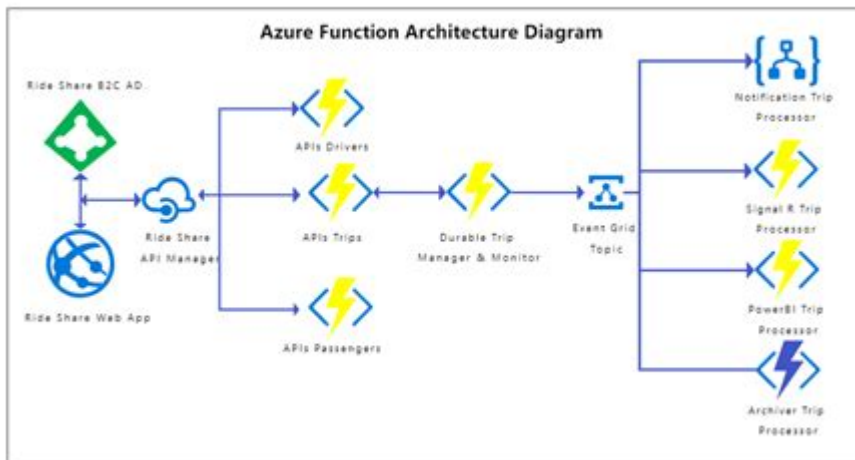 Azure Function Architecture Diagram
Ride Share B2C AD
Ride Share Web App
Ride Share
API Manager
APIs Drivers
APIs Trips
APIs Passengers
Durable Trip
Manager & Monitor
Event Grid
Topic
Notification Trip
Processor
Signal R Trip
Processor
PowerBI Trip
Processor
Archiver Trip
Processor